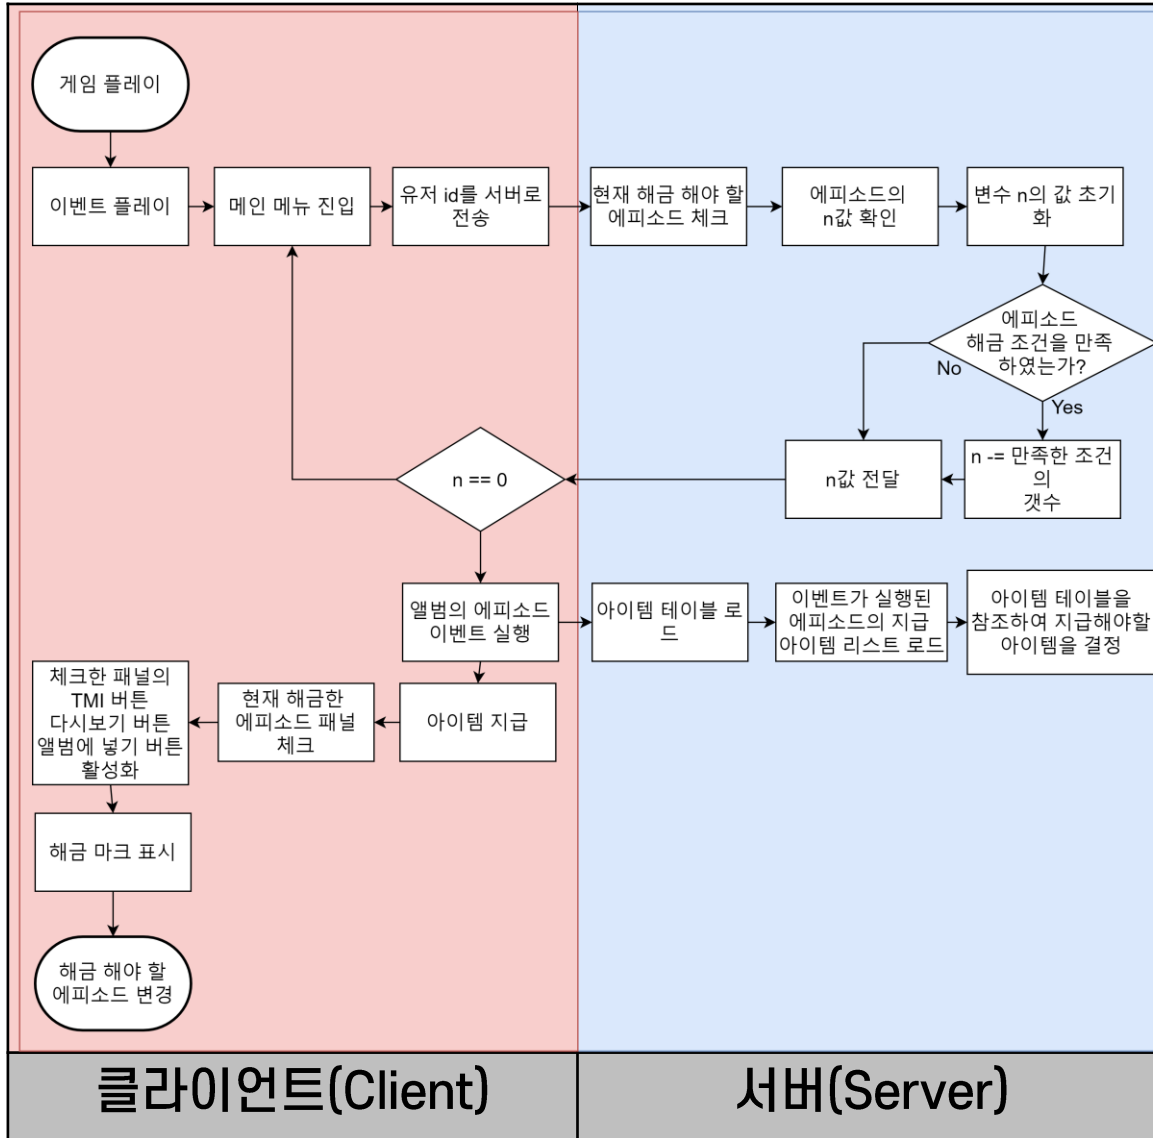 게임 플레이
이벤트 플레이
메인 메뉴 진입
유저 id를 서버로
전송
현재 해금 해야 할
에피소드 체크
에피소드의
n값 확인
변수 n의 값 초기
화
에피소드
해금 조건을 만족
하였는가?
No
Yes
n == 0
n값 전달
n -= 만족한 조건
의
갯수
앨범의 에피소드
이벤트 실행
아이템 테이블 로
드
이벤트가 실행된
에피소드의 지급
아이템 리스트 로드
아이템 테이블을
참조하여 지급해야할
아이템을 결정
체크한 패널의
TMI 버튼
다시보기 버튼
앨범에 넣기 버튼
활성화
현재 해금한
에피소드 패널
체크
아이템 지급
해금 마크 표시
해금 해야 할
에피소드 변경
클라이언트(Client)
서버(Server)